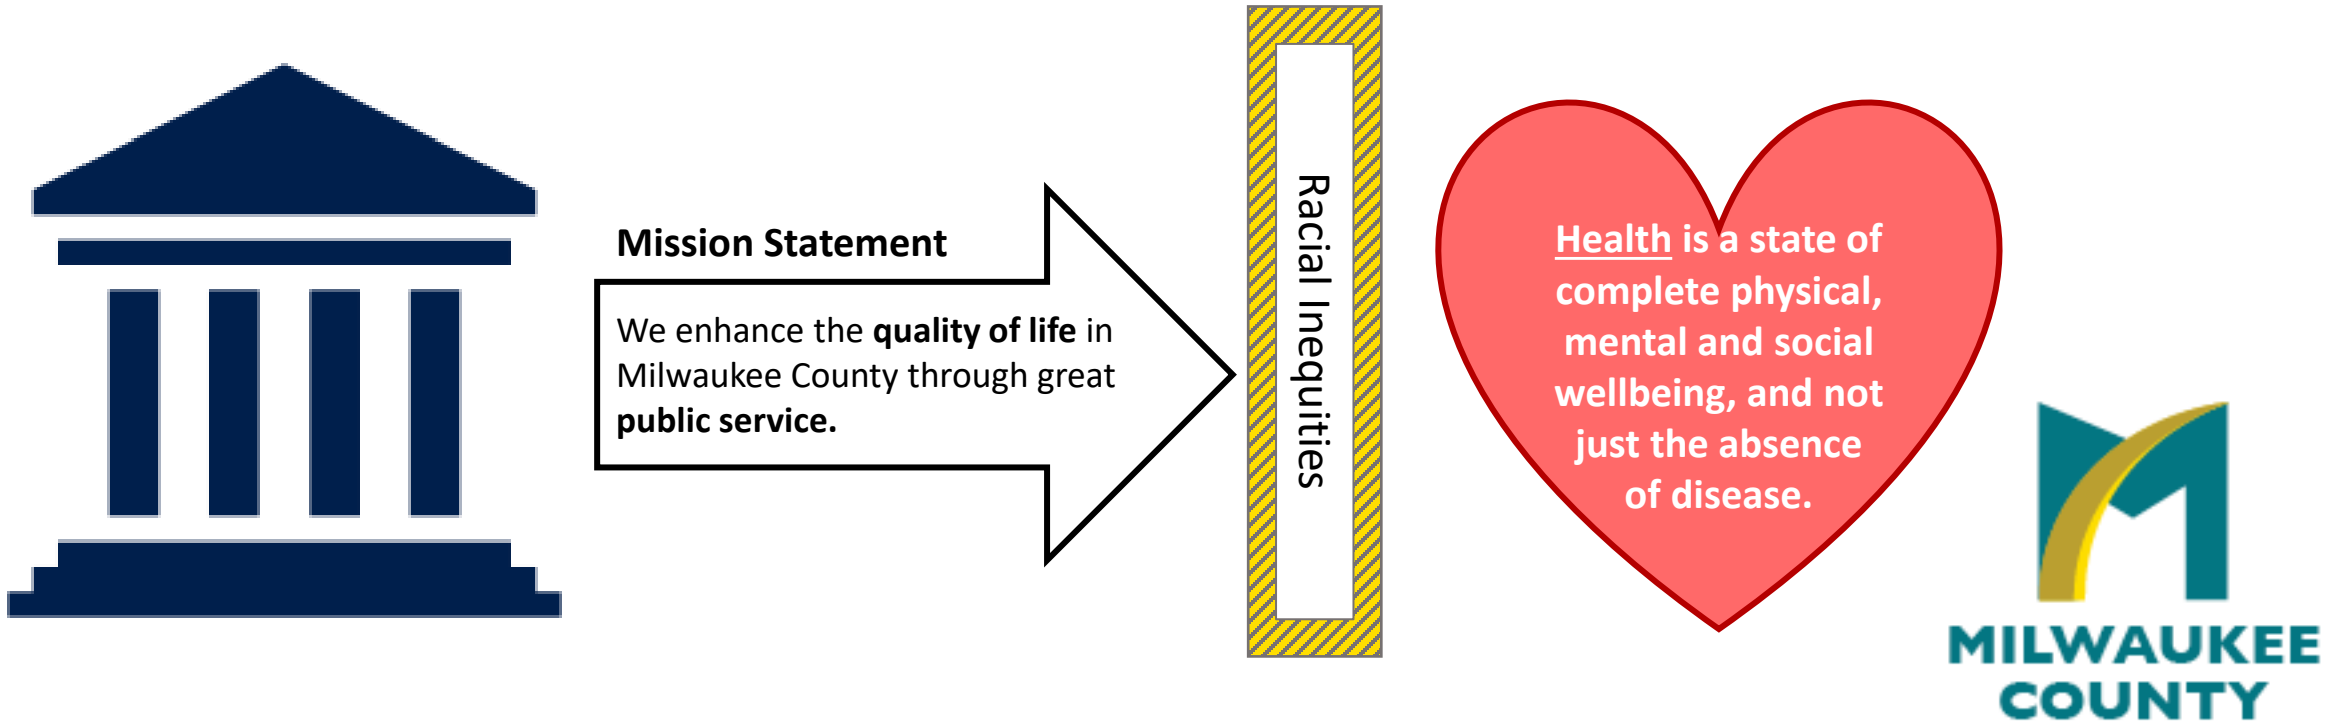 Mission Statement
We enhance the quality of life in
Milwaukee County through great
public service.
Racial Inequities
Health is a state of
complete physical,
mental and social
wellbeing, and not
just the absence
of disease.
MILWAUKEE
COUNTY